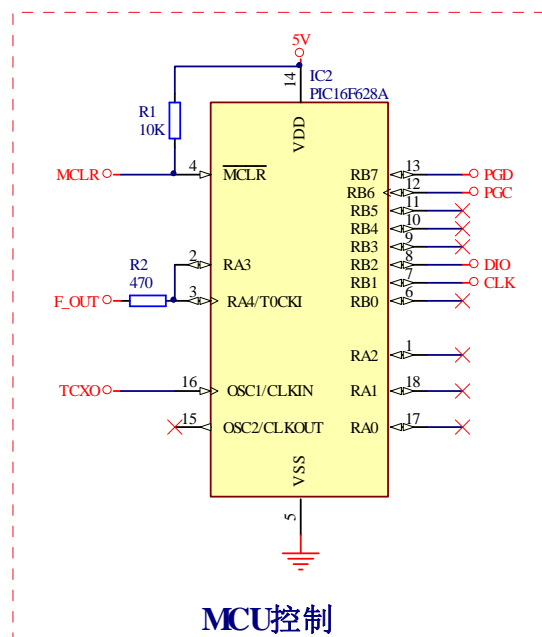 5V
14
IC2
PIC16F628A
R1
10K
VDD
MCLR
4
MCLR
RB7
13
PGD
RB6
12
PGC
RB5
11
RB4
10
RB3
9
2
RA3
RB2
8
DIO
R2
470
RB1
7
CLK
F_OUT
3
RA4/T0CKI
RB0
6
RA2
1
TCXO
16
OSC1/CLKIN
RA1
18
15
OSC2/CLKOUT
RA0
17
VSS
5
MCU控制